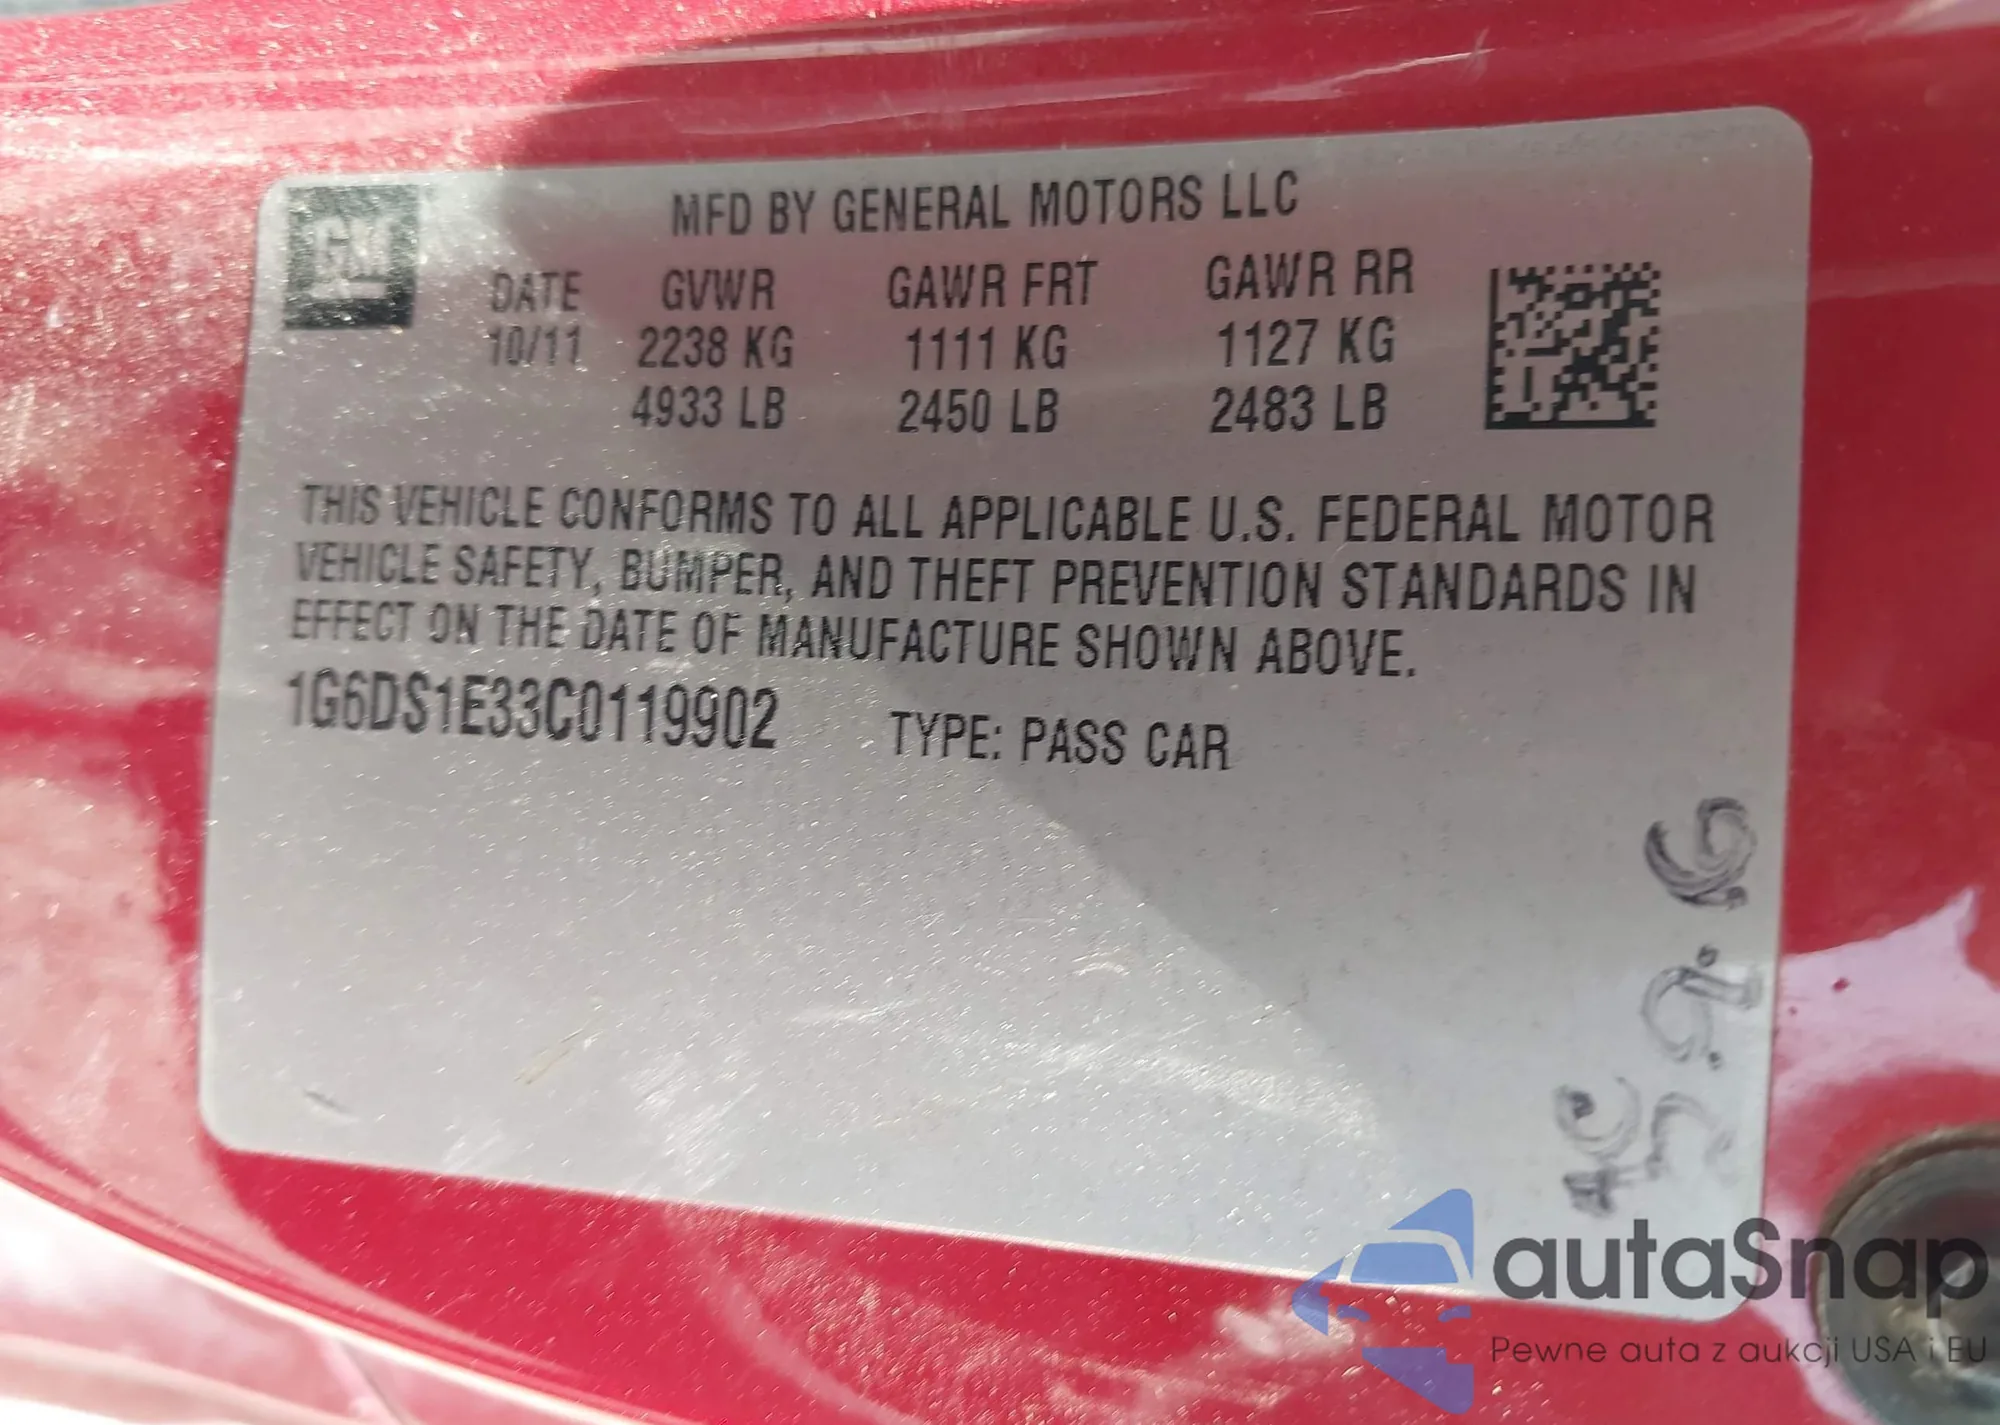 GM
MFD BY GENERAL MOTORS LLC
DATE GVWR GAWR FRT GAWR RR
10/11 2238 KG 1111 KG 1127 KG
4933 LB 2450 LB 2483 LB
THIS VEHICLE CONFORMS TO ALL APPLICABLE U.S. FEDERAL MOTOR
VEHICLE SAFETY, BUMPER, AND THEFT PREVENTION STANDARDS IN
EFFECT ON THE DATE OF MANUFACTURE SHOWN ABOVE.
1G6DS1E33C0119902 TYPE: PASS CAR
autaSnap
Pewne auta z aukcji USA i EU